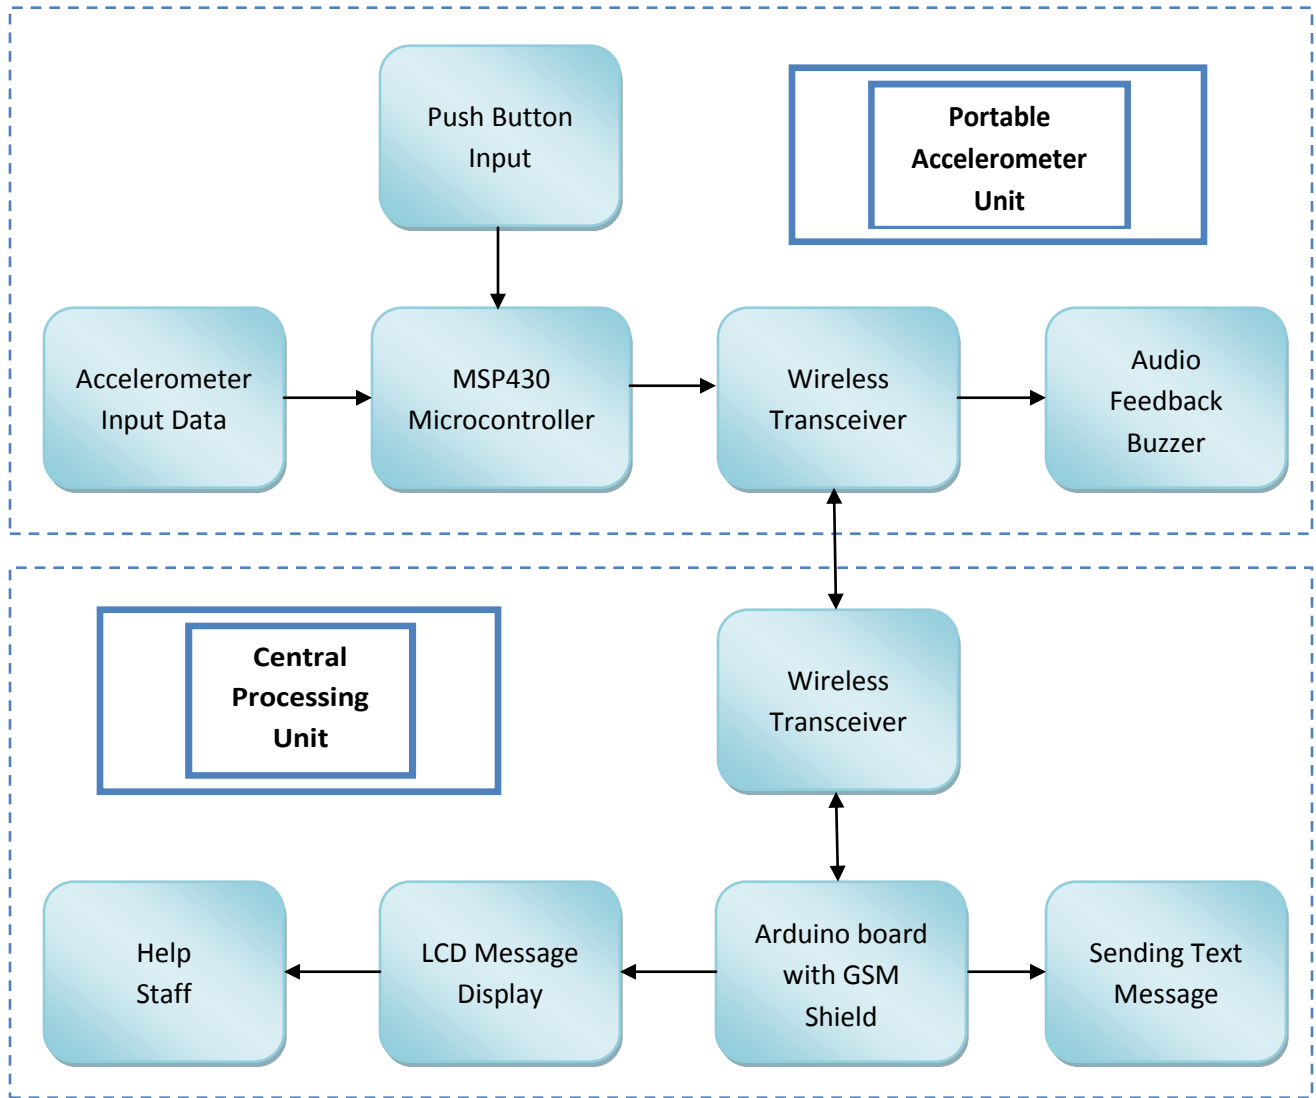 Push Button
Input
Portable
Accelerometer
Unit
Accelerometer
Input Data
MSP430
Microcontroller
Wireless
Transceiver
Audio
Feedback
Buzzer
Central
Processing
Unit
Wireless
Transceiver
Help
Staff
LCD Message
Display
Arduino board
with GSM
Shield
Sending Text
Message